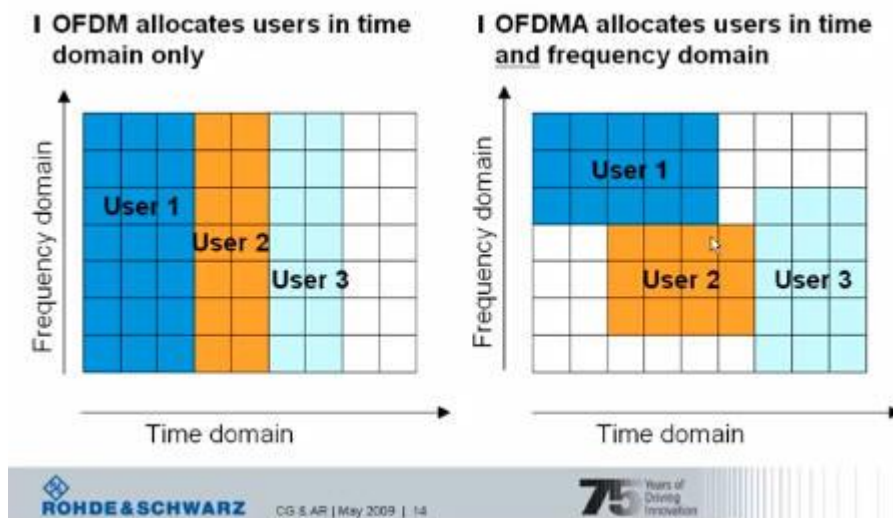 I OFDM allocates users in time
domain only
Frequency domain
User 1
User 2
User 3
Time domain
I OFDMA allocates users in time
and frequency domain
Frequency domain
User 1
User 2
User 3
Time domain
ROHDE&SCHWARZ
CG & AR | May 2009 | 14
75
Years of
Driving
Innovation